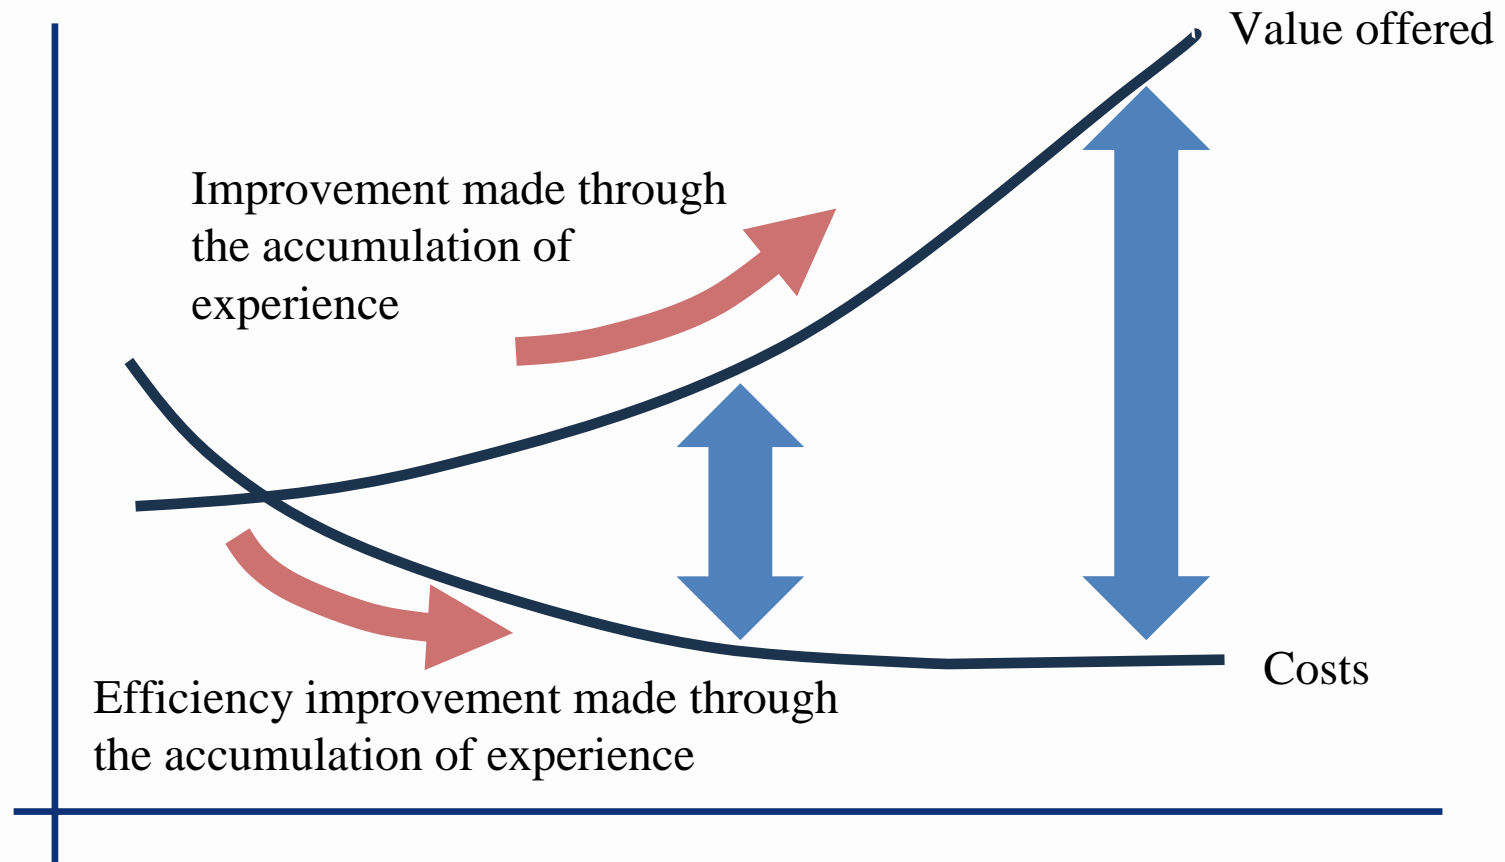 Value offered
Improvement made through
the accumulation of
experience
Costs
Efficiency improvement made through
the accumulation of experience